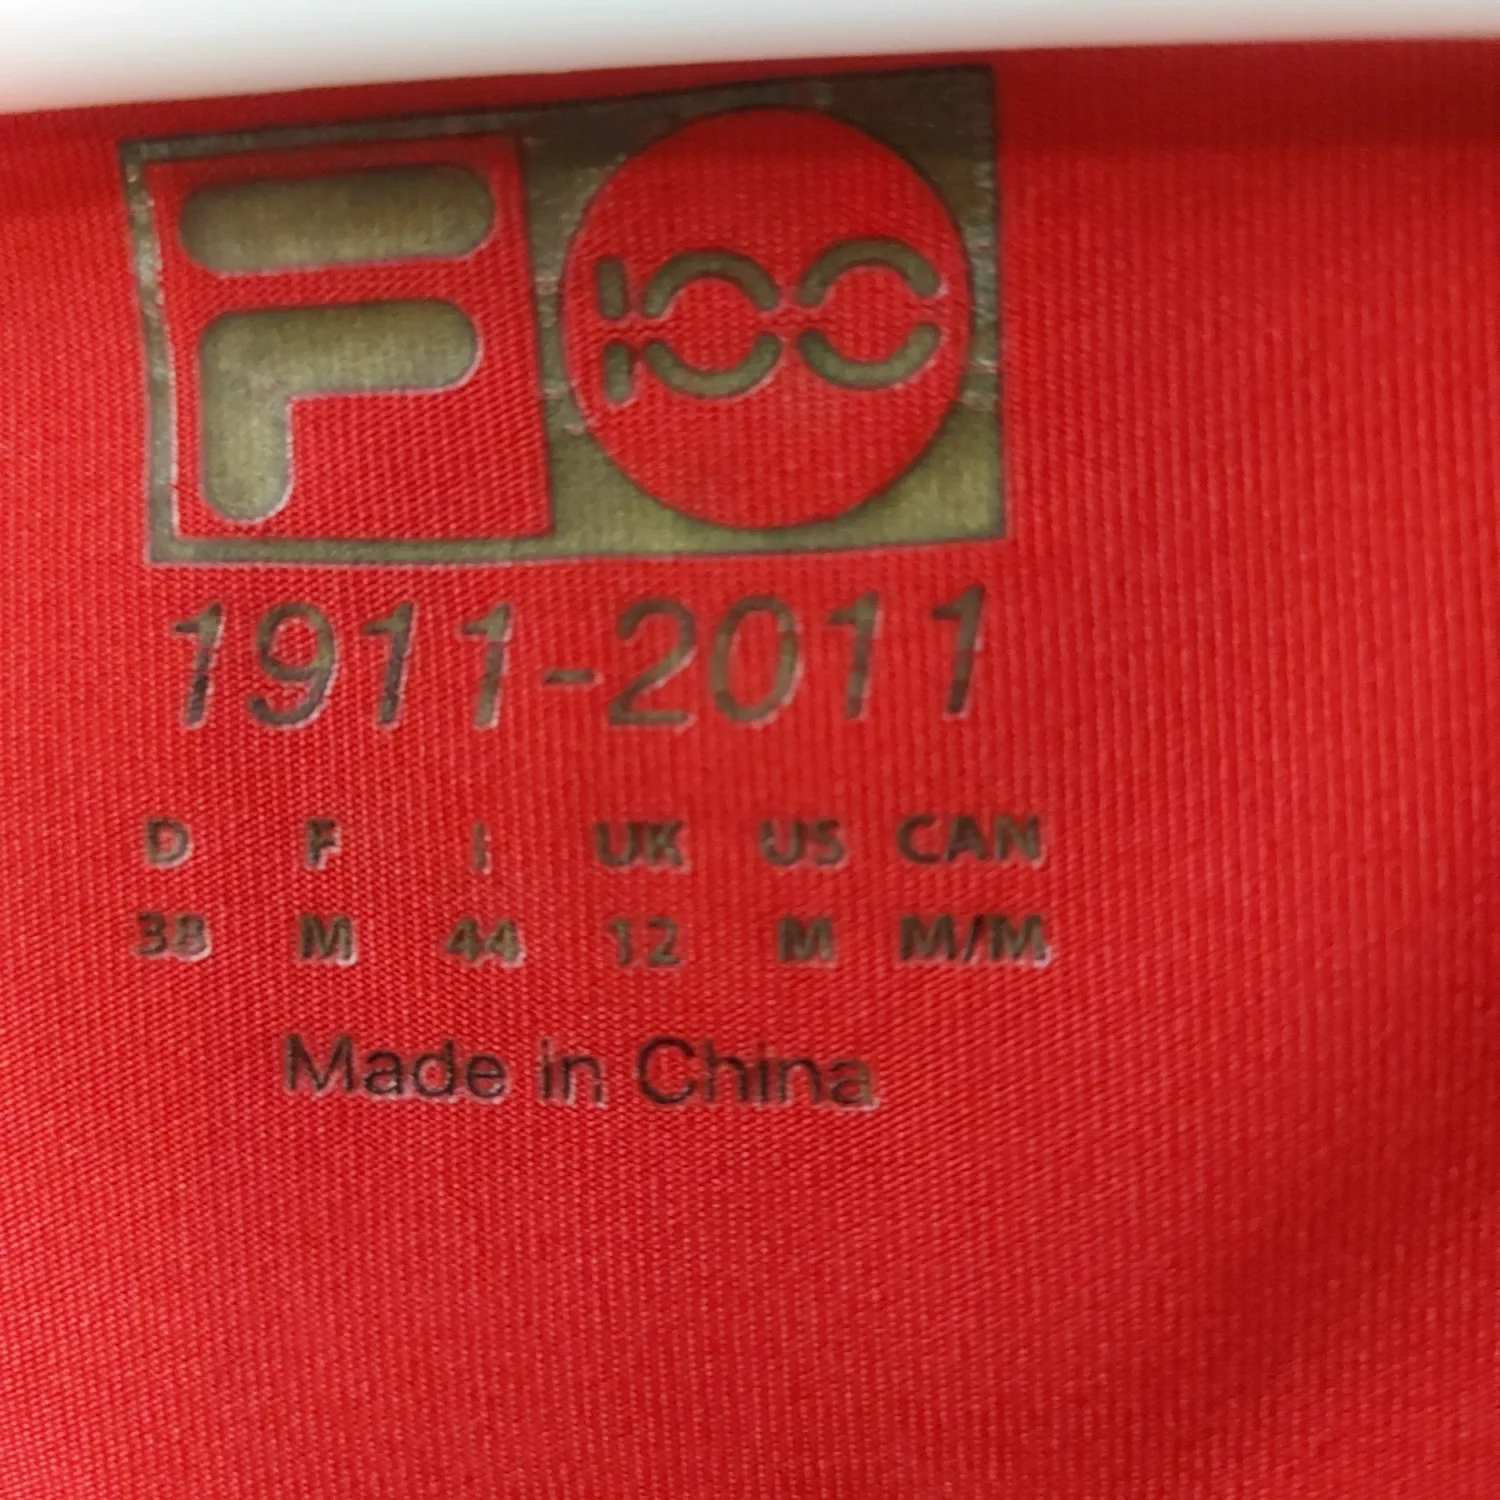 F 100
1911-2011
D F I UK US CAN
38 M 44 12 M M/M
Made in China